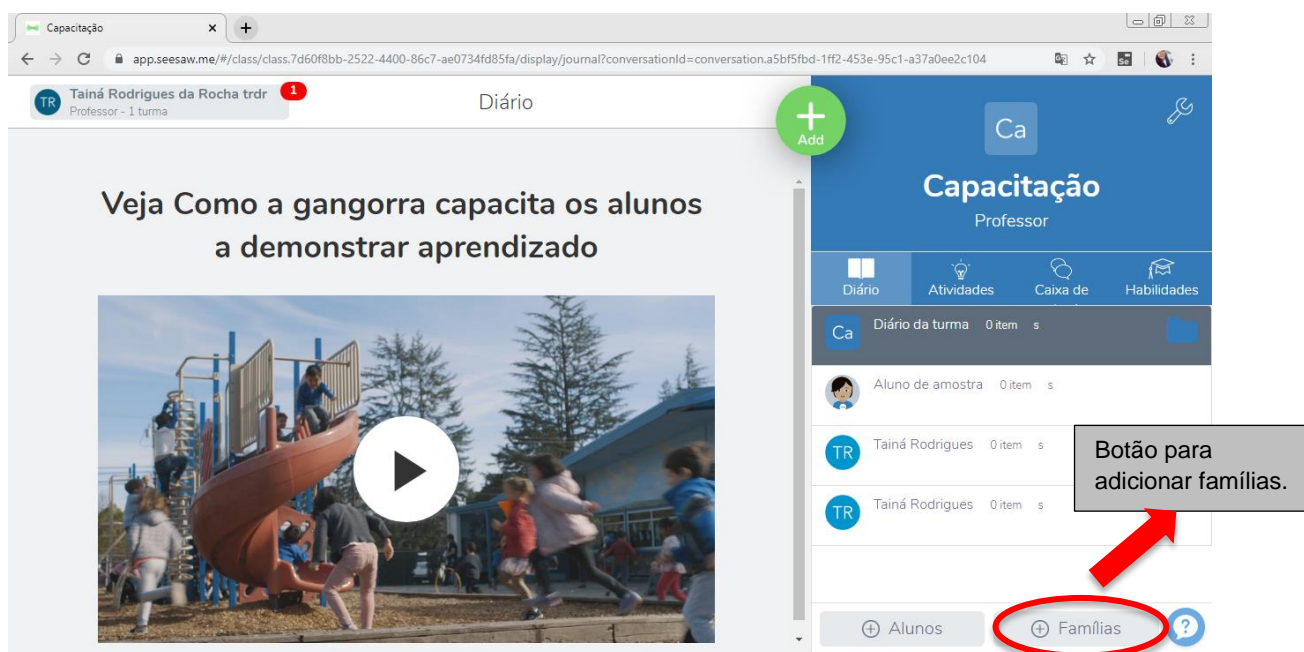 Capacitação
app.seesaw.me/#/class/class.7d60f8bb-2522-4400-86c7-ae0734fd85fa/display/journal?conversationId=conversation.a5bf5fbd-1ff2-453e-95c1-a37a0ee2c104
Se
TR
Tainá Rodrigues da Rocha trdr
1
Professor - 1 turma
Diário
Add
Ca
Capacitação
Professor
Veja Como a gangorra capacita os alunos
a demonstrar aprendizado
Diário
Atividades
Caixa de
Habilidades
Ca
Diário da turma 0 item s
Aluno de amostra 0 item s
TR
Tainá Rodrigues 0 item s
TR
Tainá Rodrigues 0 item s
Botão para
adicionar famílias.
Alunos
Famílias
?